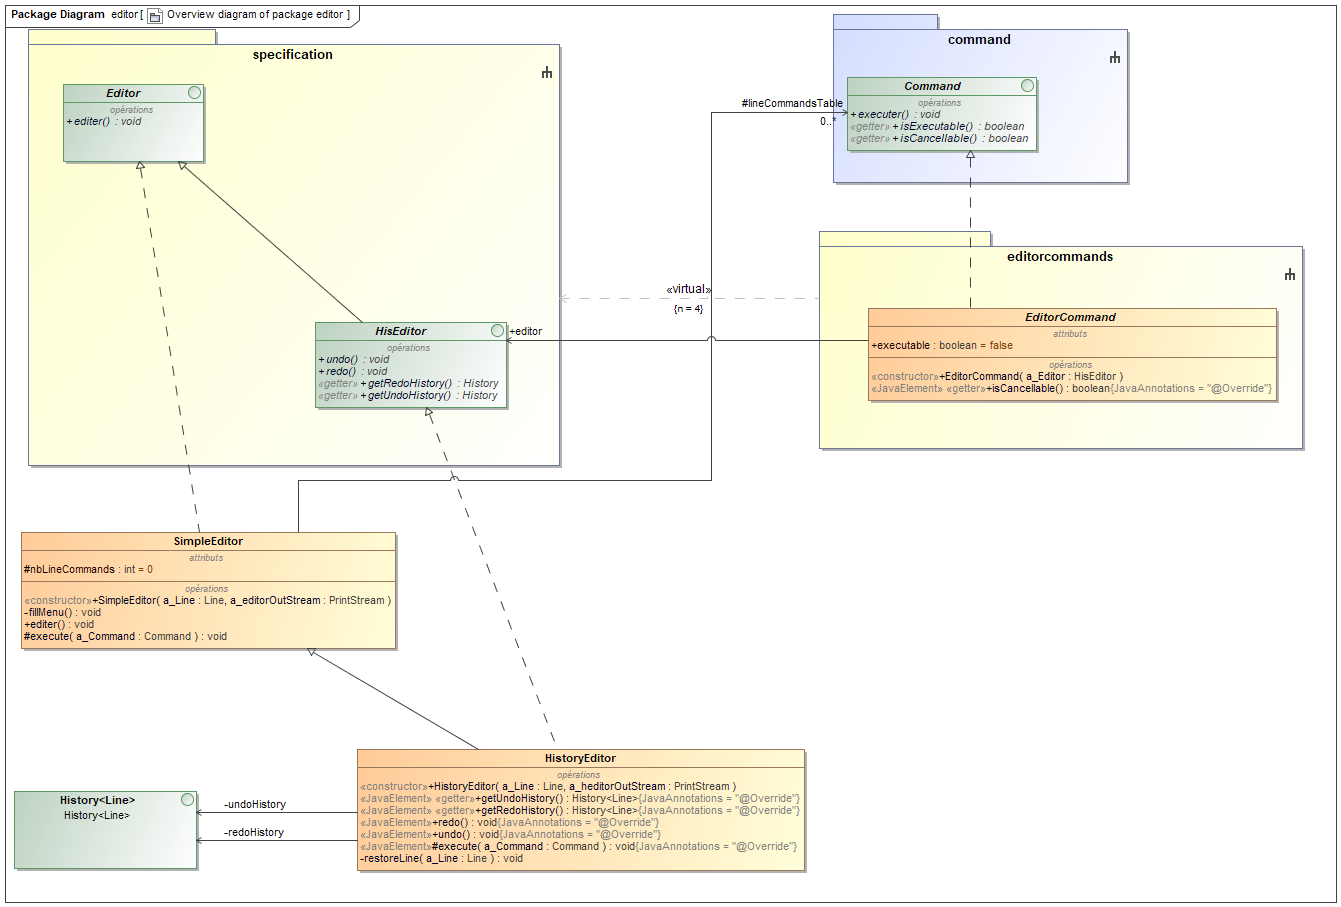 Package Diagram editor [ Overview diagram of package editor ]
specification
Editor
opérations
+editer() : void
HisEditor
opérations
+undo() : void
+redo() : void
«getter» +getRedoHistory() : History
«getter» +getUndoHistory() : History
command
Command
opérations
+executer() : void
«getter» +isExecutable() : boolean
«getter» +isCancellable() : boolean
#lineCommandsTable
0..*
editorcommands
EditorCommand
attributs
+executable : boolean = false
opérations
«constructor»+EditorCommand( a_Editor : HisEditor )
«JavaElement» «getter»+isCancellable() : boolean{JavaAnnotations = "@Override"}
«virtual»
{n = 4}
+editor
SimpleEditor
attributs
#nbLineCommands : int = 0
opérations
«constructor»+SimpleEditor( a_Line : Line, a_editorOutStream : PrintStream )
-fillMenu() : void
+editer() : void
#execute( a_Command : Command ) : void
HistoryEditor
opérations
«constructor»+HistoryEditor( a_Line : Line, a_heditorOutStream : PrintStream )
«JavaElement» «getter»+getUndoHistory() : History<Line>{JavaAnnotations = "@Override"}
«JavaElement» «getter»+getRedoHistory() : History<Line>{JavaAnnotations = "@Override"}
«JavaElement»+redo() : void{JavaAnnotations = "@Override"}
«JavaElement»+undo() : void{JavaAnnotations = "@Override"}
«JavaElement»#execute( a_Command : Command ) : void{JavaAnnotations = "@Override"}
-restoreLine( a_Line : Line ) : void
History<Line>
History<Line>
-undoHistory
-redoHistory